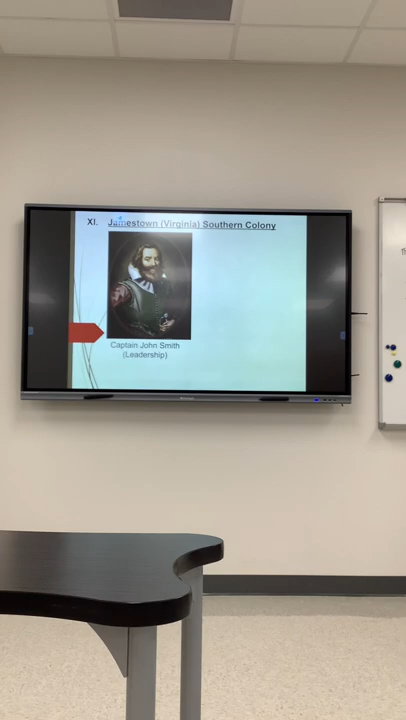 XI. Jamestown (Virginia) Southern Colony
Captain John Smith
(Leadership)